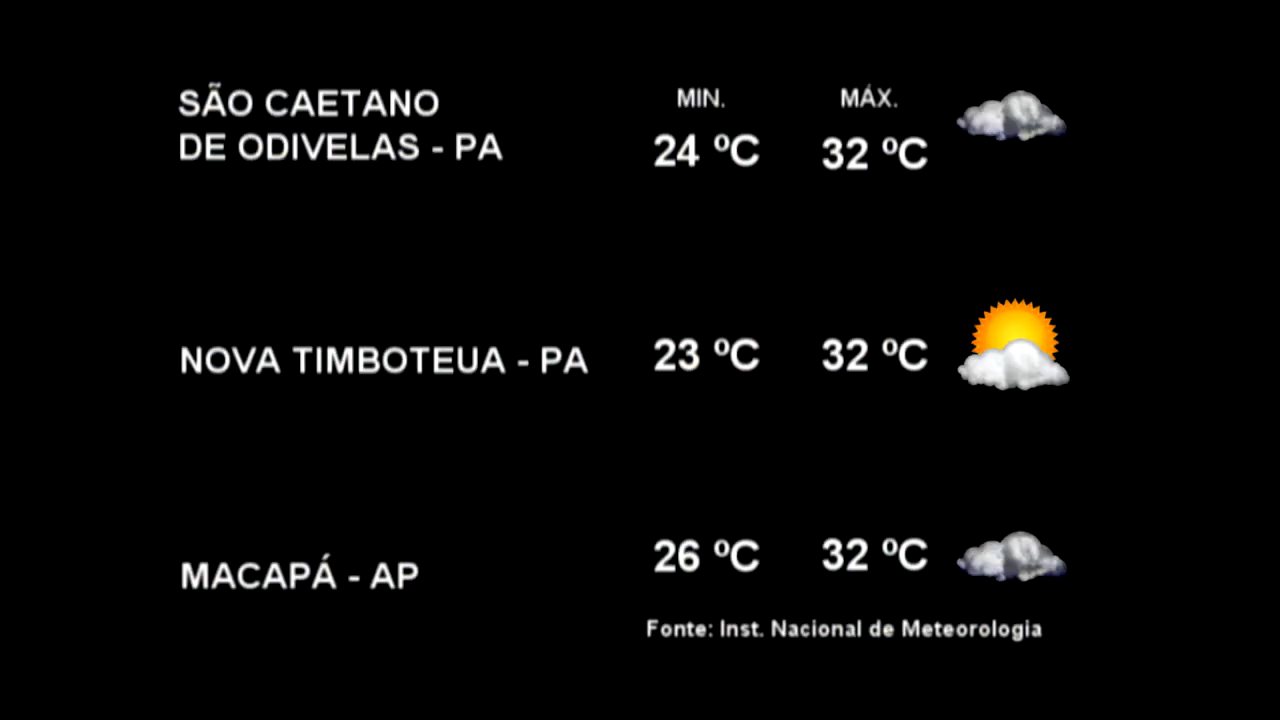 SÃO CAETANO
DE ODIVELAS - PA
MIN. MÁX.
24 ºC 32 ºC
NOVA TIMBOTEUA - PA 23 ºC 32 ºC
MACAPÁ - AP 26 ºC 32 ºC
Fonte: Inst. Nacional de Meteorologia